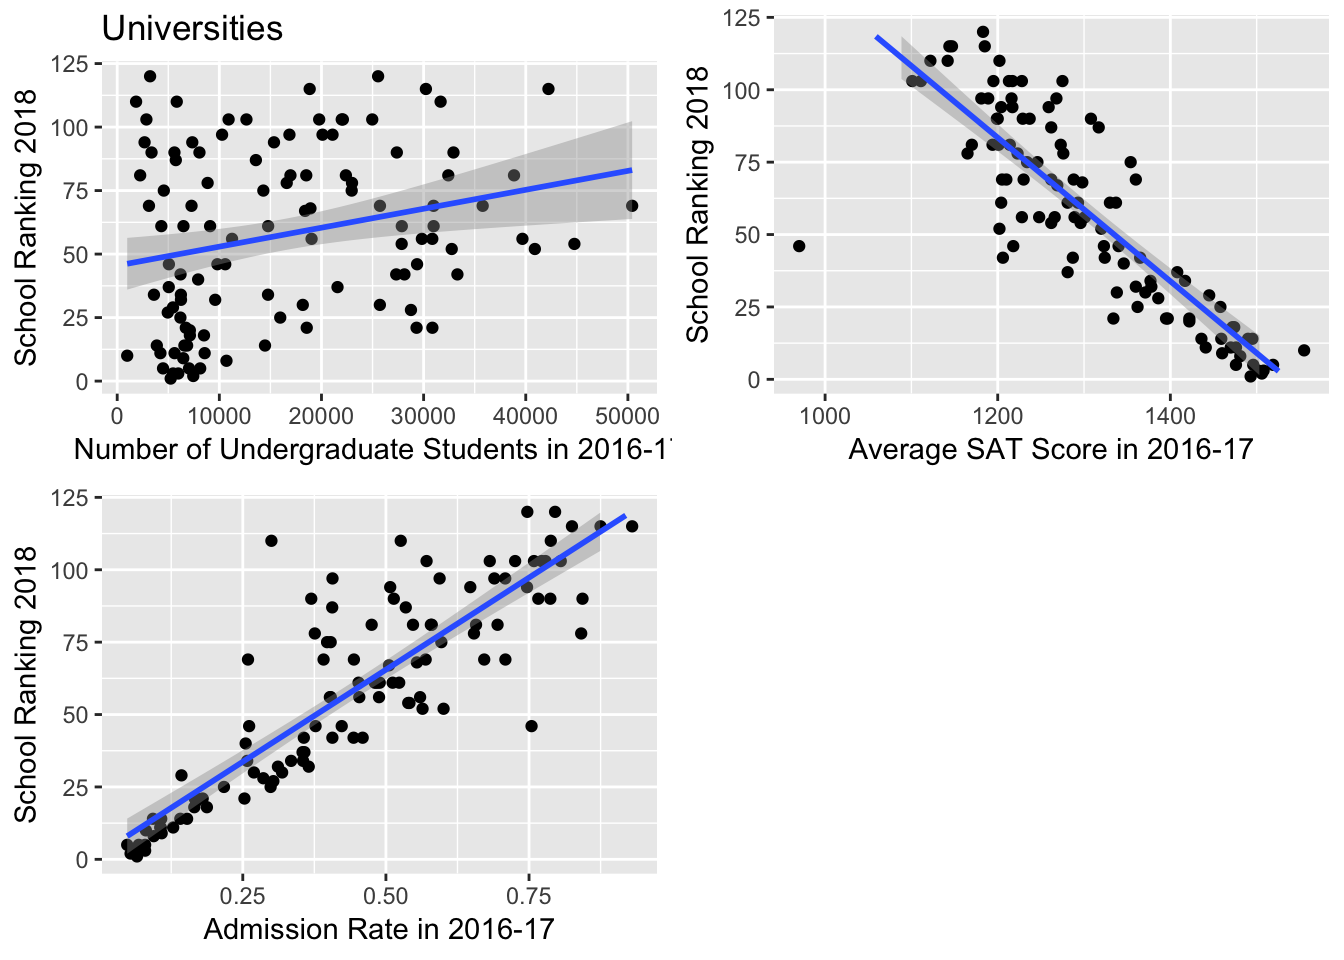 Universities
School Ranking 2018
125
100
75
50
25
0
0 10000 20000 30000 40000 50000
Number of Undergraduate Students in 2016-1
School Ranking 2018
125
100
75
50
25
0
1000 1200 1400
Average SAT Score in 2016-17
School Ranking 2018
125
100
75
50
25
0
0.25 0.50 0.75
Admission Rate in 2016-17